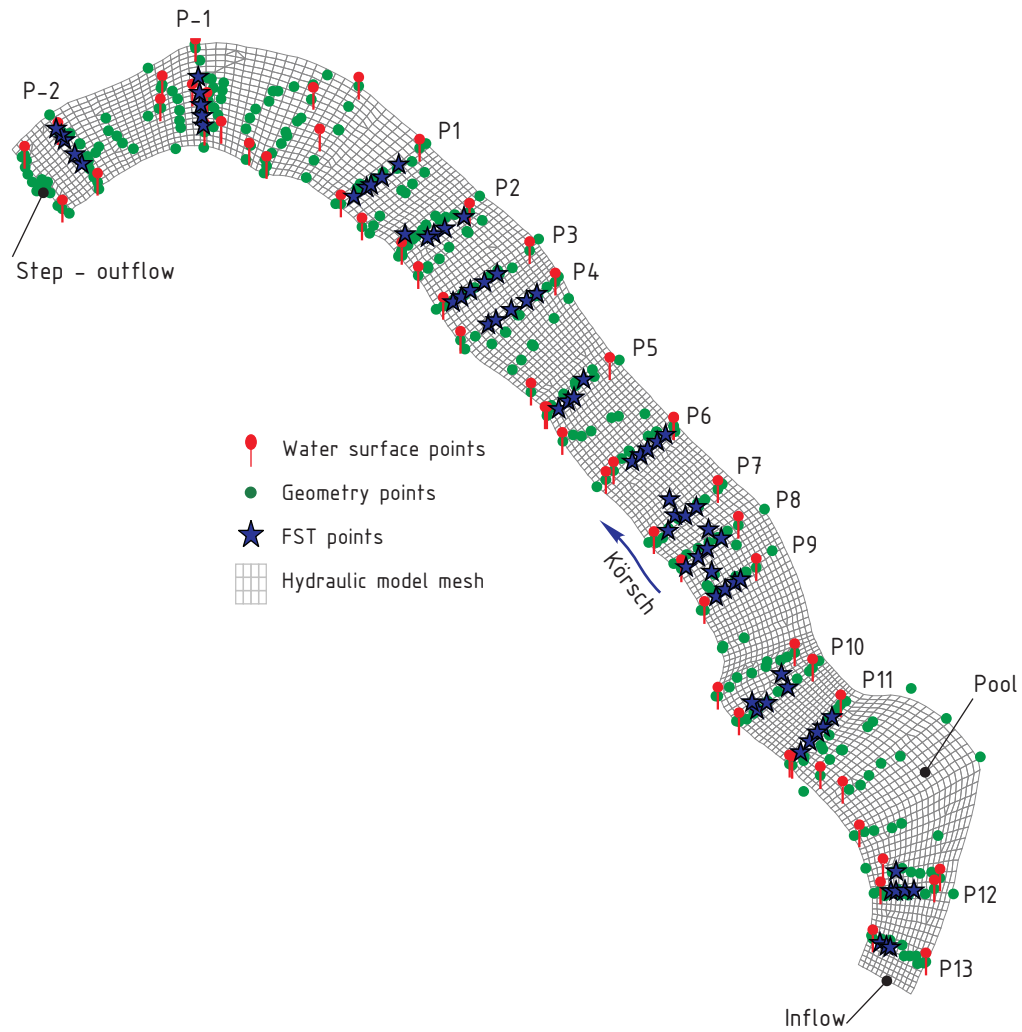 P-1
P-2
P1
P2
P3
P4
Step - outflow
P5
P6
Water surface points
P7
Geometry points
P8
FST points
P9
Hydraulic model mesh
Körsch
P10
P11
Pool
P12
P13
Inflow